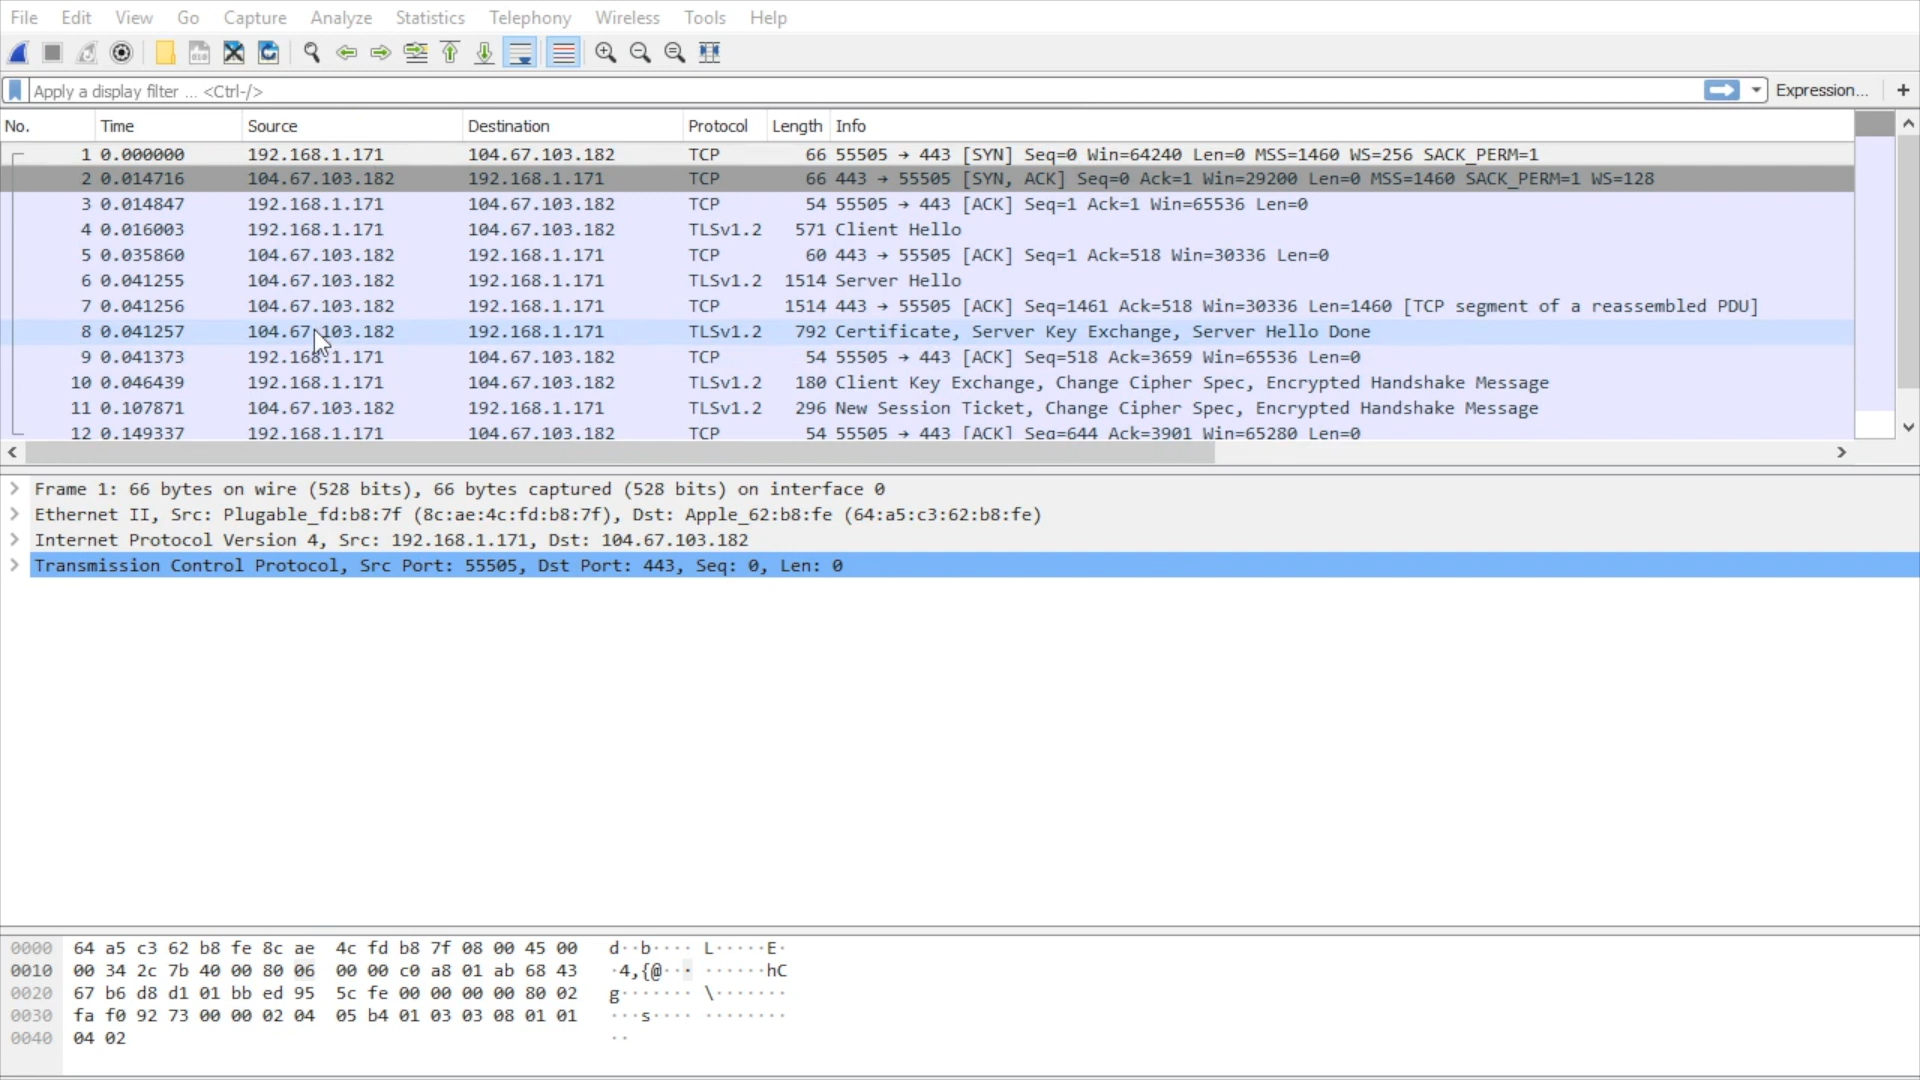 File Edit View Go Capture Analyze Statistics Telephony Wireless Tools Help
Apply a display filter ... <Ctrl-/> Expression... +
No. Time Source Destination Protocol Length Info
1 0.000000 192.168.1.171 104.67.103.182 TCP 66 55505 → 443 [SYN] Seq=0 Win=64240 Len=0 MSS=1460 WS=256 SACK_PERM=1
2 0.014716 104.67.103.182 192.168.1.171 TCP 66 443 → 55505 [SYN, ACK] Seq=0 Ack=1 Win=29200 Len=0 MSS=1460 SACK_PERM=1 WS=128
3 0.014847 192.168.1.171 104.67.103.182 TCP 54 55505 → 443 [ACK] Seq=1 Ack=1 Win=65536 Len=0
4 0.016003 192.168.1.171 104.67.103.182 TLSv1.2 571 Client Hello
5 0.035860 104.67.103.182 192.168.1.171 TCP 60 443 → 55505 [ACK] Seq=1 Ack=518 Win=30336 Len=0
6 0.041255 104.67.103.182 192.168.1.171 TLSv1.2 1514 Server Hello
7 0.041256 104.67.103.182 192.168.1.171 TCP 1514 443 → 55505 [ACK] Seq=1461 Ack=518 Win=30336 Len=1460 [TCP segment of a reassembled PDU]
8 0.041257 104.67.103.182 192.168.1.171 TLSv1.2 792 Certificate, Server Key Exchange, Server Hello Done
9 0.041373 192.168.1.171 104.67.103.182 TCP 54 55505 → 443 [ACK] Seq=518 Ack=3659 Win=65536 Len=0
10 0.046439 192.168.1.171 104.67.103.182 TLSv1.2 180 Client Key Exchange, Change Cipher Spec, Encrypted Handshake Message
11 0.107871 104.67.103.182 192.168.1.171 TLSv1.2 296 New Session Ticket, Change Cipher Spec, Encrypted Handshake Message
12 0.149337 192.168.1.171 104.67.103.182 TCP 54 55505 → 443 [ACK] Seq=644 Ack=3901 Win=65280 Len=0
Frame 1: 66 bytes on wire (528 bits), 66 bytes captured (528 bits) on interface 0
Ethernet II, Src: Plugable_fd:b8:7f (8c:ae:4c:fd:b8:7f), Dst: Apple_62:b8:fe (64:a5:c3:62:b8:fe)
Internet Protocol Version 4, Src: 192.168.1.171, Dst: 104.67.103.182
Transmission Control Protocol, Src Port: 55505, Dst Port: 443, Seq: 0, Len: 0
0000 64 a5 c3 62 b8 fe 8c ae 4c fd b8 7f 08 00 45 00 d··b···· L·····E·
0010 00 34 2c 7b 40 00 80 06 00 00 c0 a8 01 ab 68 43 ·4,{@··· ······hC
0020 67 b6 d8 d1 01 bb ed 95 5c fe 00 00 00 00 80 02 g······· \·······
0030 fa f0 92 73 00 00 02 04 05 b4 01 03 03 08 01 01 ···s···· ········
0040 04 02 ··